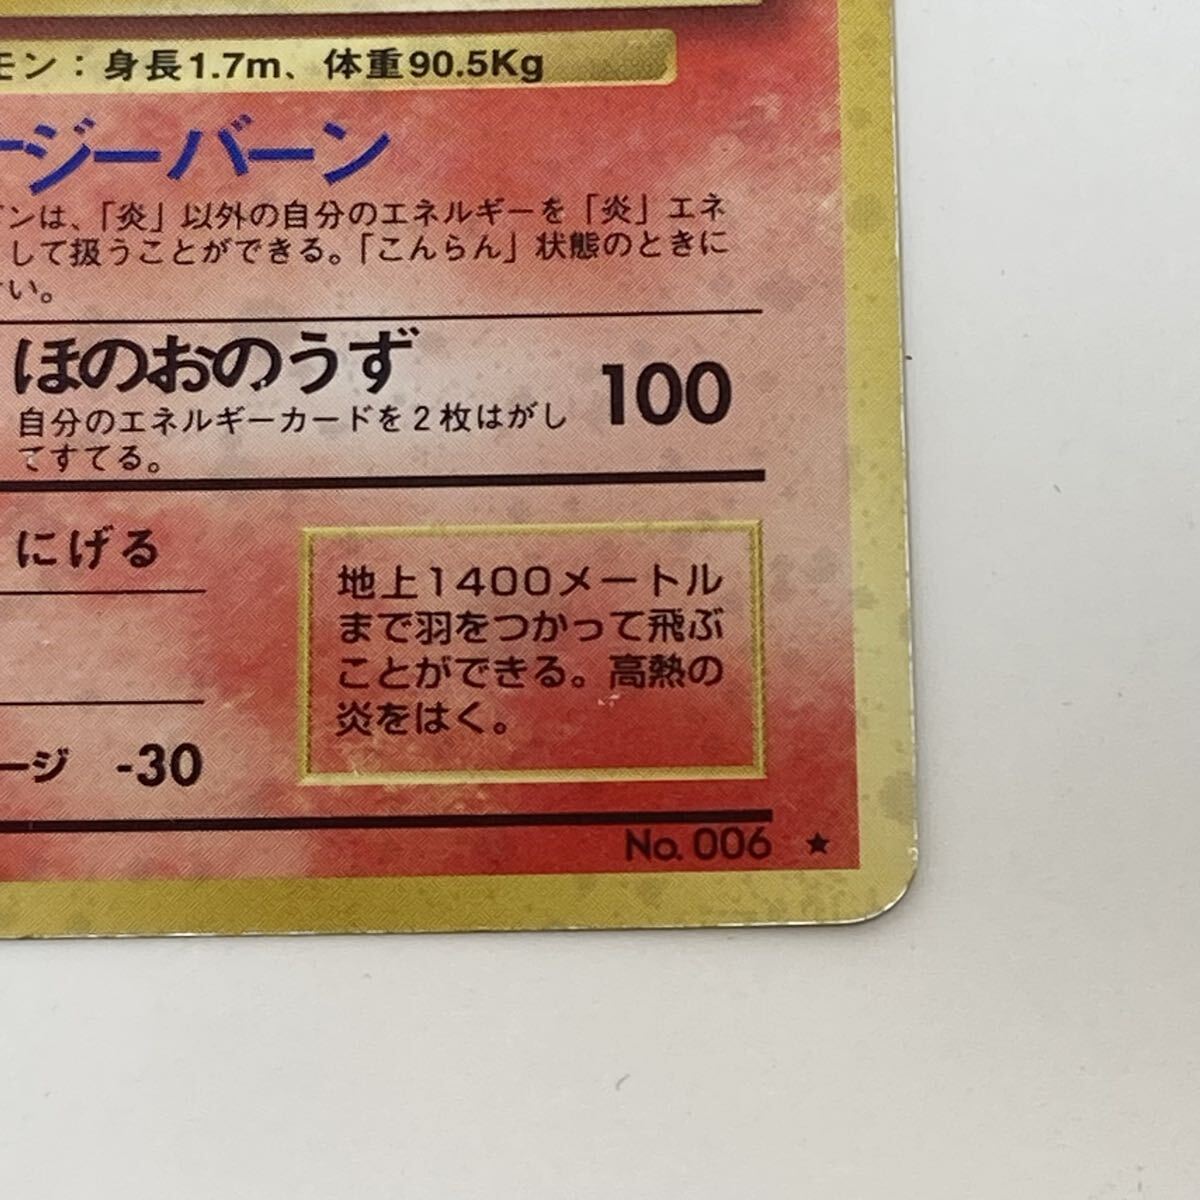 モン：身長1.7m、体重90.5Kg
ージーバーン
ドンは、「炎」以外の自分のエネルギーを「炎」エネ
して扱うことができる。「こんらん」状態のときに
い。
ほのおのうず
100
自分のエネルギーカードを2枚はがし
てすてる。
にげる
地上1400メートル
まで羽をつかって飛ぶ
ことができる。高熱の
炎をはく。
ージ -30
No. 006 ★